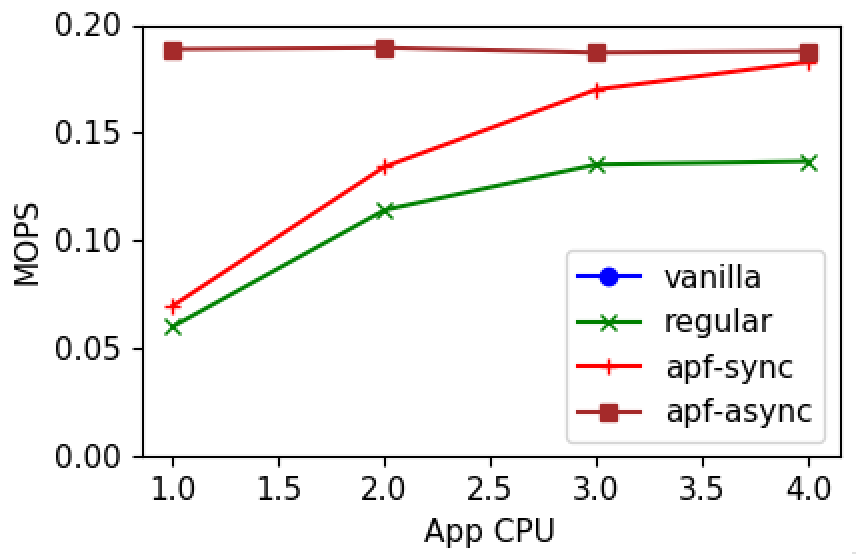 0.20
0.15
0.10
0.05
0.00
MOPS
1.0 1.5 2.0 2.5 3.0 3.5 4.0
App CPU
vanilla
regular
apf-sync
apf-async